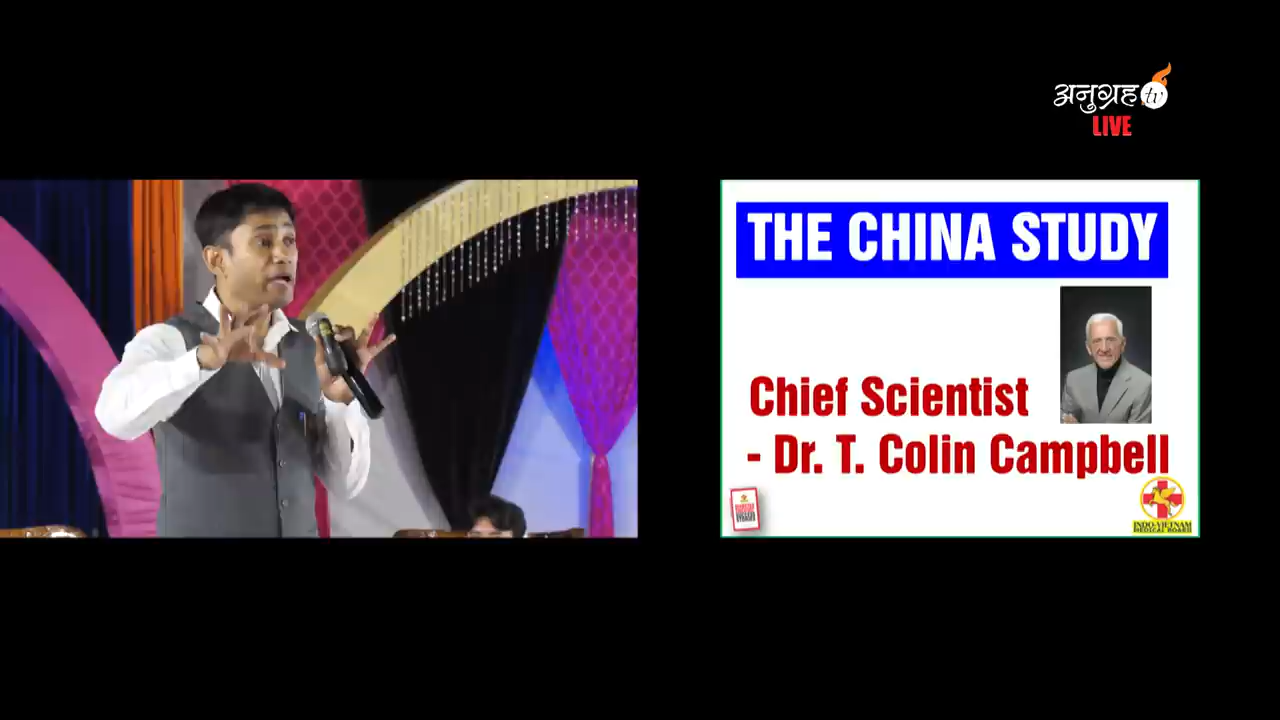 अनुग्रह tv
LIVE
THE CHINA STUDY
Chief Scientist
- Dr. T. Colin Campbell
INDO-VIETNAM
MEDICAL BOARD